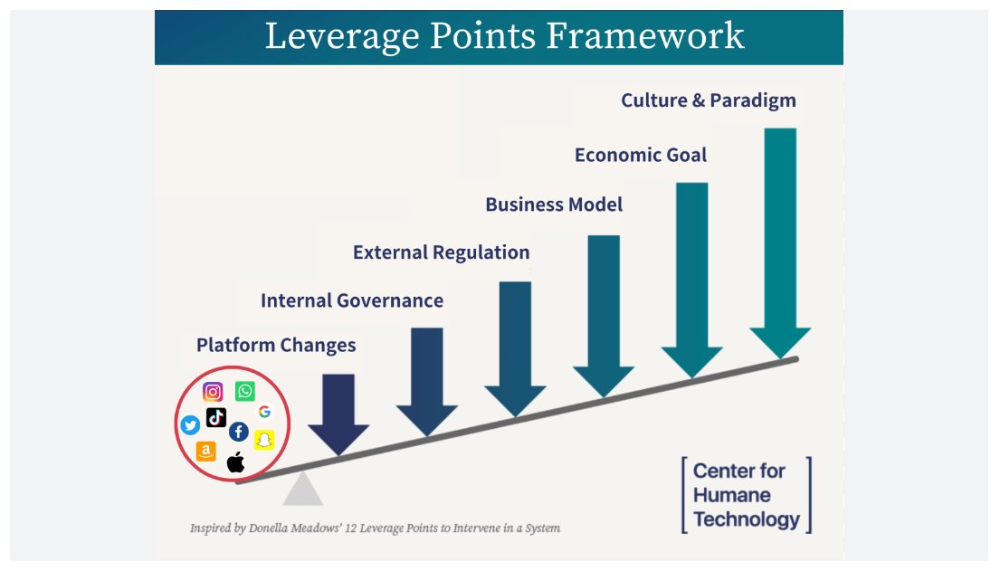 Leverage Points Framework
Culture & Paradigm
Economic Goal
Business Model
External Regulation
Internal Governance
Platform Changes
Center for
Humane
Technology
Inspired by Donella Meadows' 12 Leverage Points to Intervene in a System